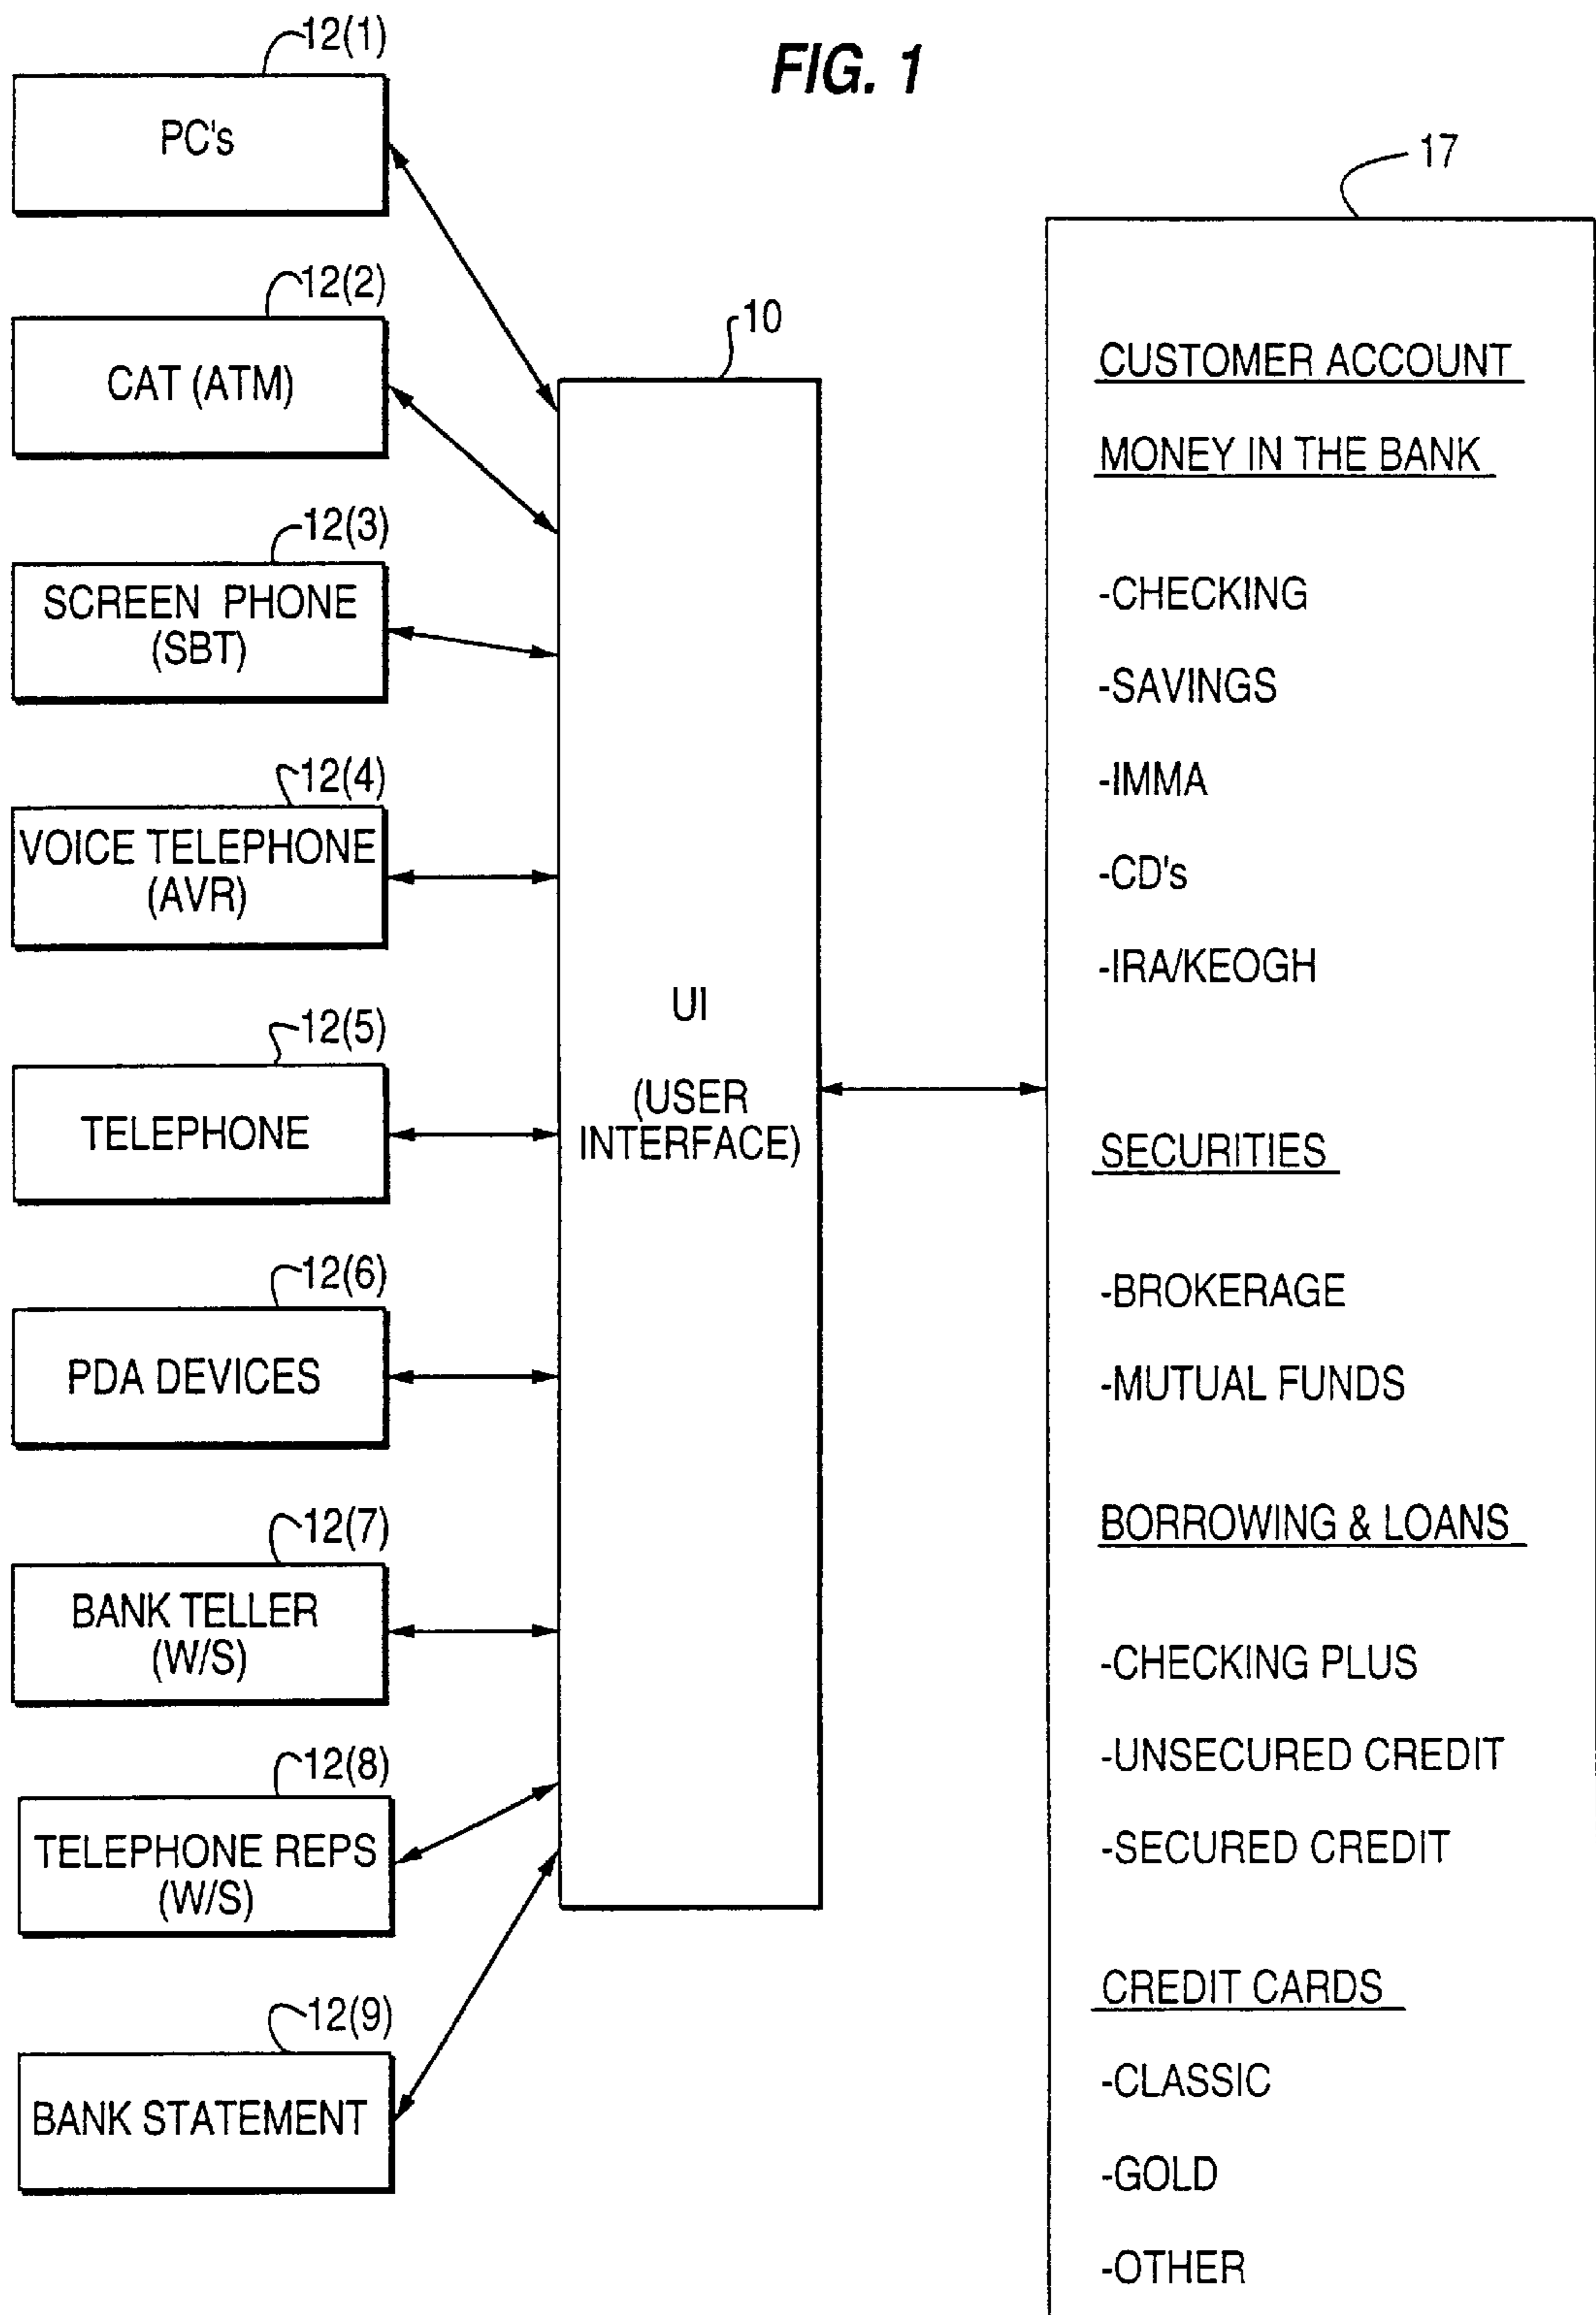 FIG. 1
12(1)
PC's
12(2)
CAT (ATM)
12(3)
SCREEN PHONE
(SBT)
12(4)
VOICE TELEPHONE
(AVR)
12(5)
TELEPHONE
12(6)
PDA DEVICES
12(7)
BANK TELLER
(W/S)
12(8)
TELEPHONE REPS
(W/S)
12(9)
BANK STATEMENT
10
UI
(USER
INTERFACE)
17
CUSTOMER ACCOUNT
MONEY IN THE BANK
-CHECKING
-SAVINGS
-IMMA
-CD's
-IRA/KEOGH
SECURITIES
-BROKERAGE
-MUTUAL FUNDS
BORROWING & LOANS
-CHECKING PLUS
-UNSECURED CREDIT
-SECURED CREDIT
CREDIT CARDS
-CLASSIC
-GOLD
-OTHER